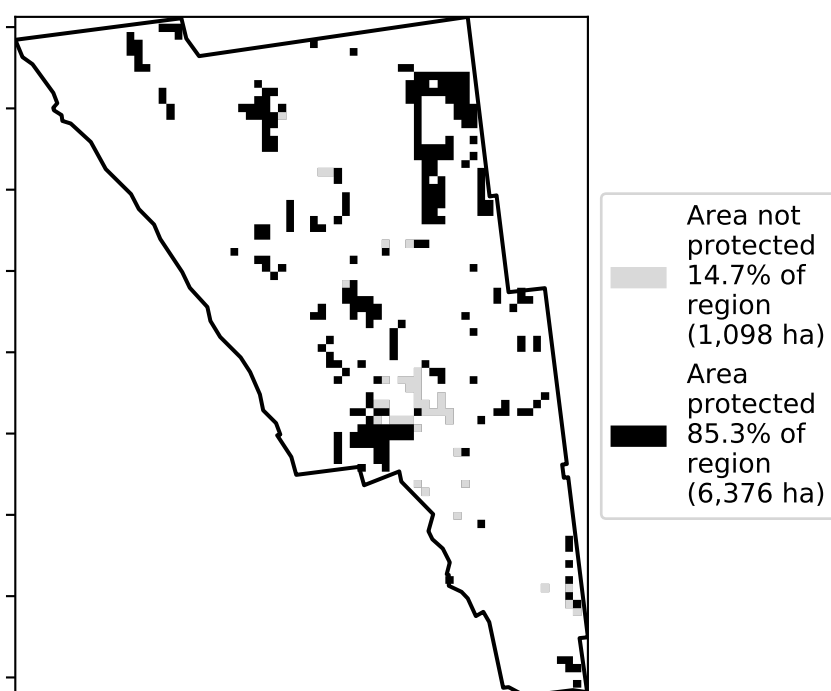 Area not
protected
14.7% of
region
(1,098 ha)
Area
protected
85.3% of
region
(6,376 ha)